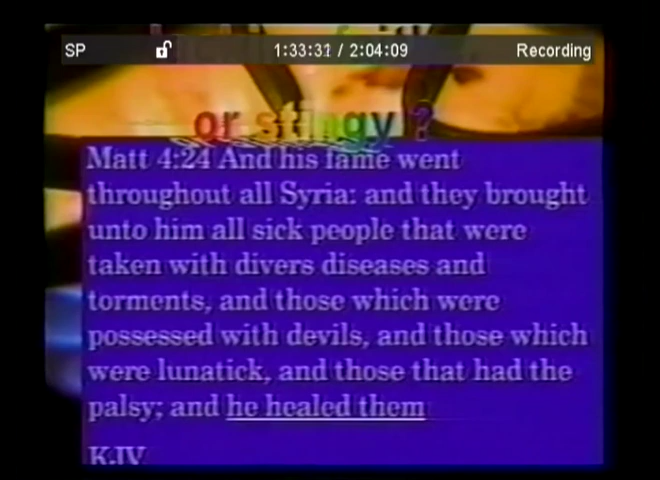 SP 1:33:31 / 2:04:09 Recording
or stingy ?
Matt 4:24 And his fame went
throughout all Syria: and they brought
unto him all sick people that were
taken with divers diseases and
torments, and those which were
possessed with devils, and those which
were lunatick, and those that had the
palsy; and he healed them
KJV